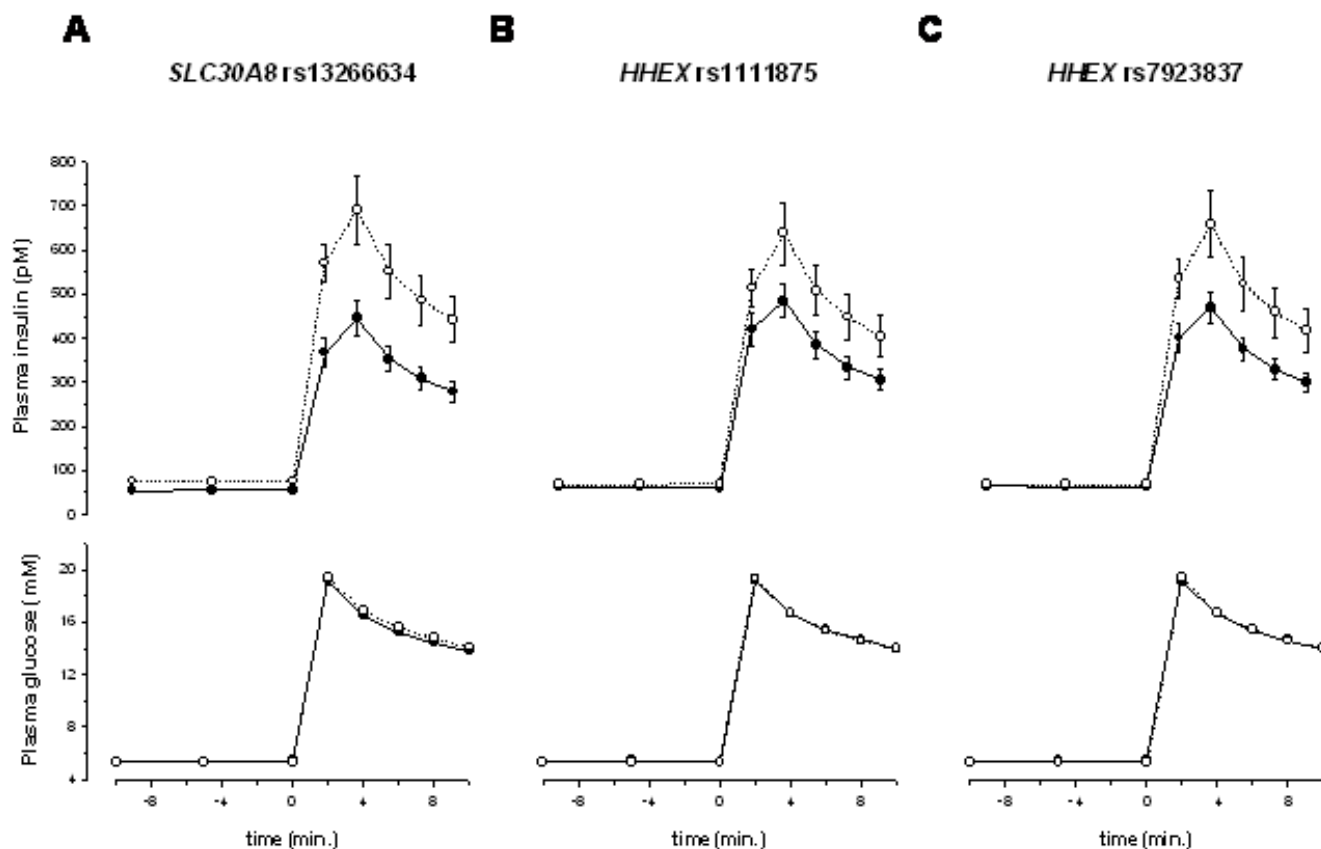 A B C
SLC30A8 rs13266634 HHEX rs1111875 HHEX rs7923837
Plasma insulin (pM)
800
700
600
500
400
300
200
100
0
Plasma glucose (mM)
20
16
12
8
4
-8 -4 0 4 8 -8 -4 0 4 8 -8 -4 0 4 8
time (min.) time (min.) time (min.)